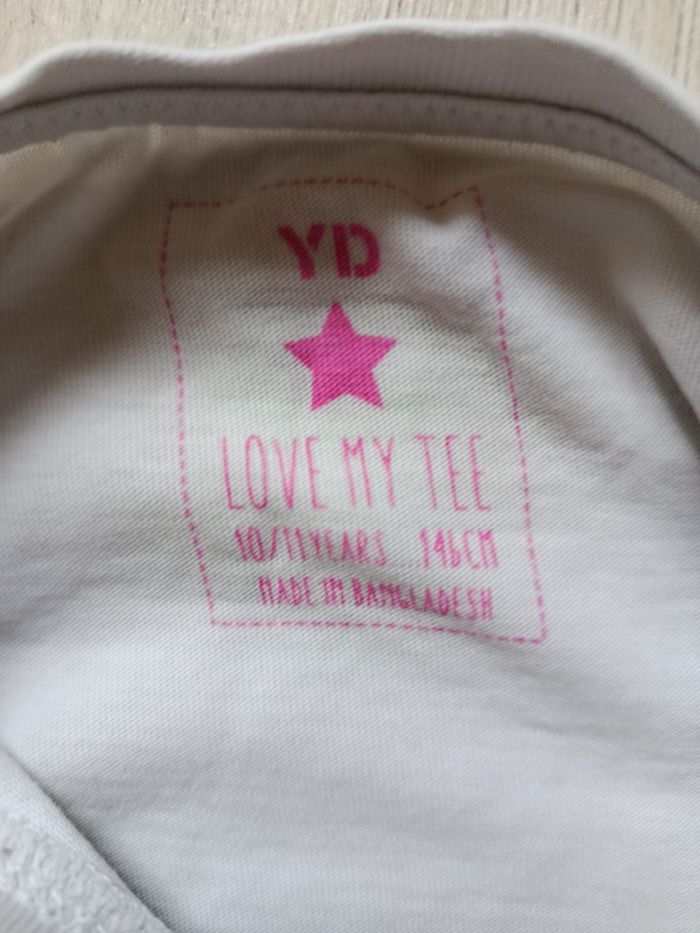 YD
LOVE MY TEE
10/11YEARS....146CM
MADE IN BANGLADESH